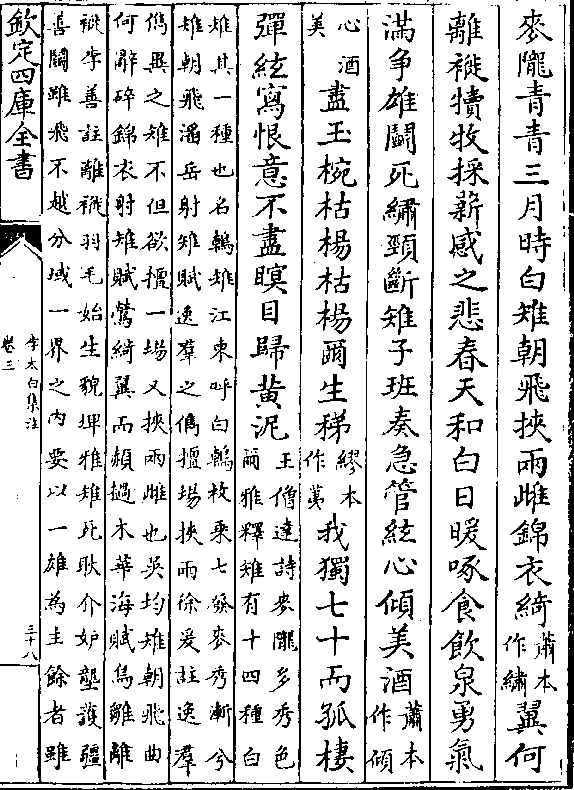 麥隴青青三月時白雉朝飛挾兩雌錦衣綺蕭本作繡翼何
離褷犢牧採薪感之悲春天和白日暖啄食飲泉勇氣
滿爭雄鬬死繡頸斷雉子班奏急管絃心傾美酒蕭本作傾
心酒美盡玉椀枯楊枯楊爾生稊繆本作荑我獨七十而孤棲
彈絃寫恨意不盡瞑目歸黄泥王僧達詩麥隴多秀色
爾雅釋雉有十四種白
雉其一種也名鵫雉江東呼白鵫枚乗七發麥秀漸兮
雉朝飛潘岳射雉賦逸羣之儁擅塲挾兩徐爰註逸羣
儁異之雉不但欲擅一塲又挾兩雌也吳均雉朝飛曲
何辭碎錦衣射雉賦鶯綺翼而赬撾木華海賦鳬雛離
褷李善註離褷羽毛始生貌埤雅雉死耿介妒壟護疆
善鬬雖飛不越分域一界之内要以一雄為主餘者雖
欽定四庫全書
李太白集注
卷三
三十八